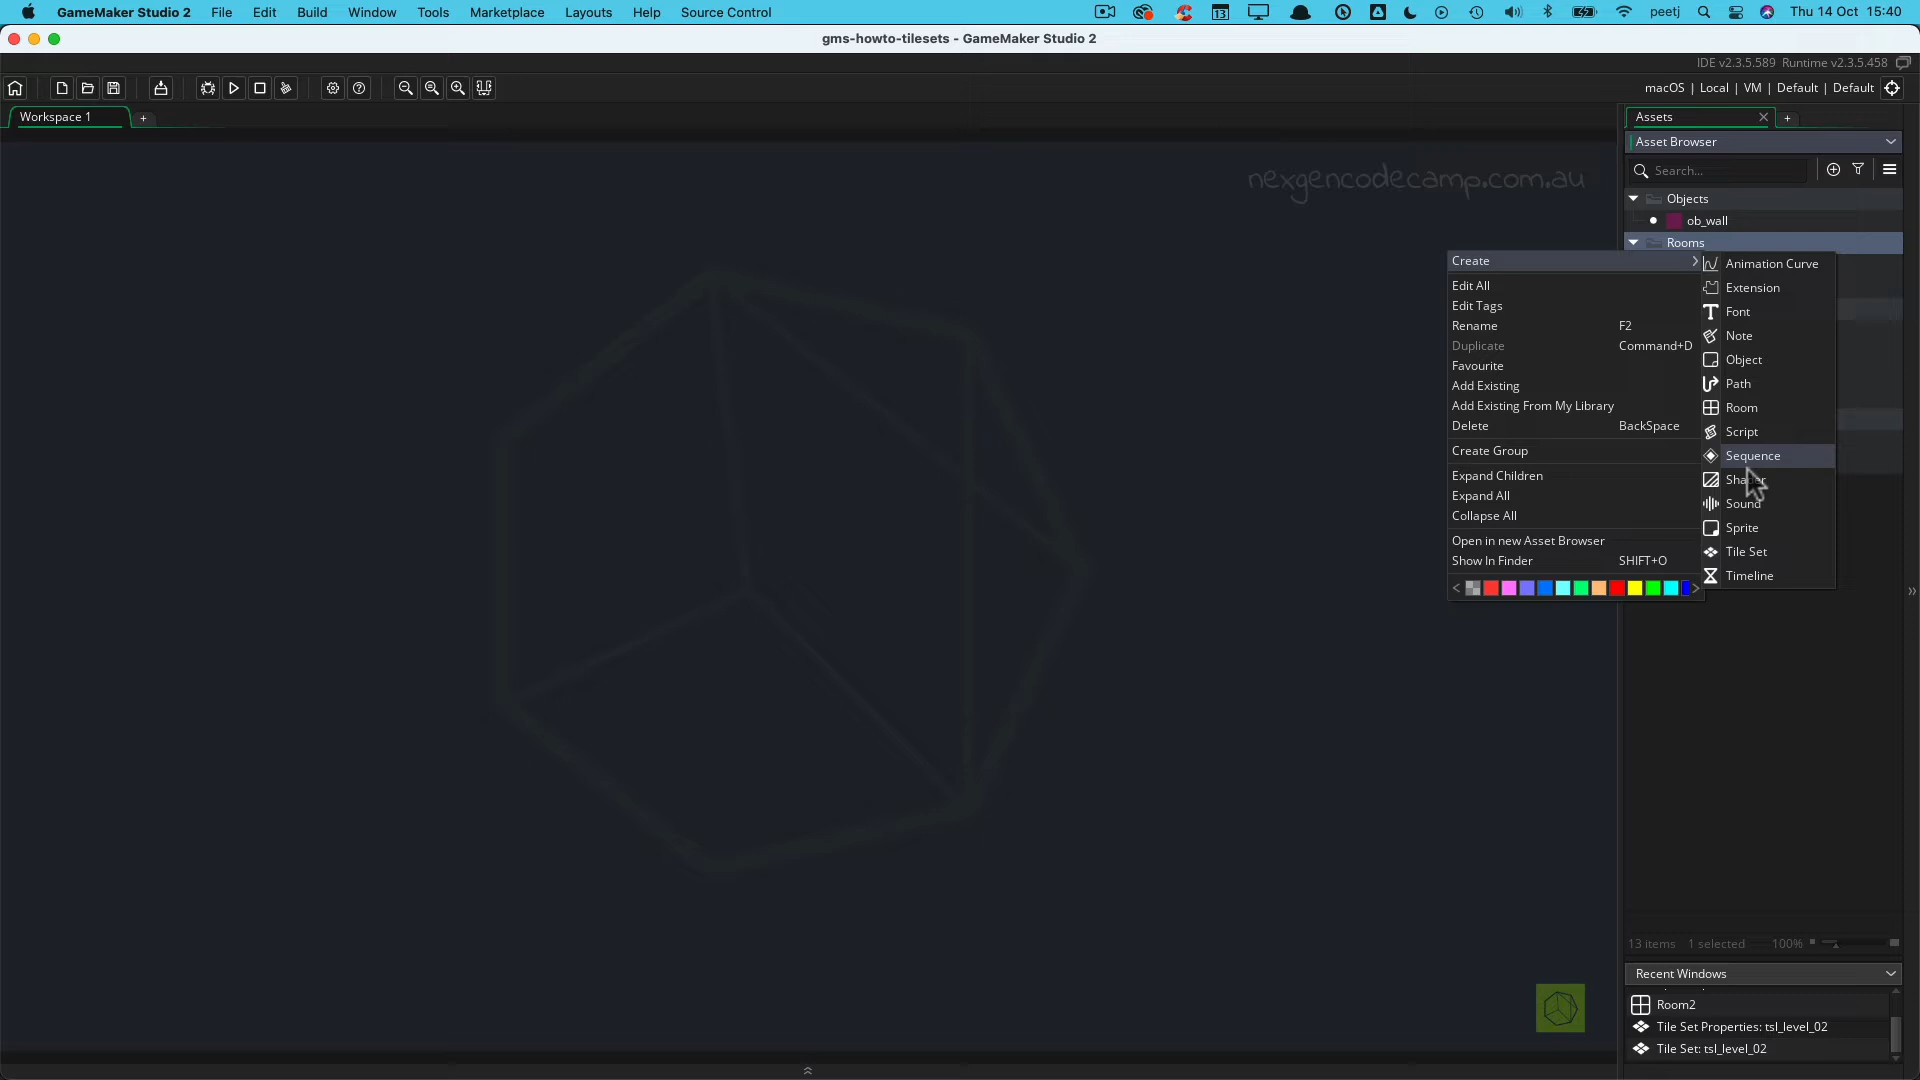 GameMaker Studio 2 File Edit Build Window Tools Marketplace Layouts Help Source Control 13 peetj Thu 14 Oct 15:40
gms-howto-tilesets - GameMaker Studio 2
IDE v2.3.5.589 Runtime v2.3.5.458
macOS | Local | VM | Default | Default
Workspace 1 +
Assets +
Asset Browser
nexgencodecamp.com.au
Search...
Objects
ob_wall
Rooms
Create
Edit All
Edit Tags
Rename F2
Duplicate Command+D
Favourite
Add Existing
Add Existing From My Library
Delete BackSpace
Create Group
Expand Children
Expand All
Collapse All
Open in new Asset Browser
Show In Finder SHIFT+O
Animation Curve
Extension
Font
Note
Object
Path
Room
Script
Sequence
Shader
Sound
Sprite
Tile Set
Timeline
13 items 1 selected 100%
Recent Windows
Room2
Tile Set Properties: tsl_level_02
Tile Set: tsl_level_02